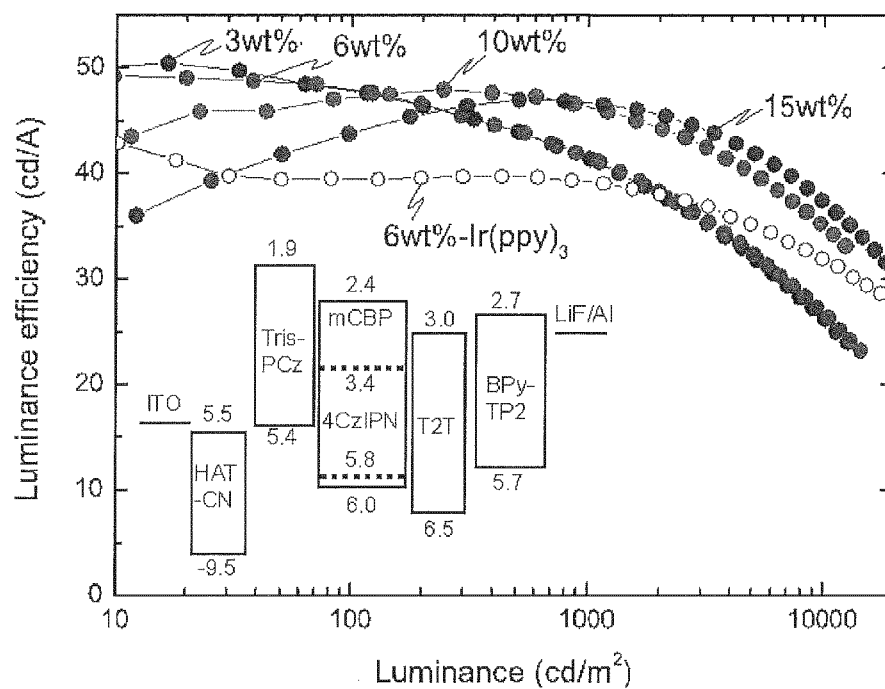 3wt% 6wt% 10wt%
15wt%
6wt%-Ir(ppy)₃
50
40
30
20
10
0
Luminance efficiency (cd/A)
1.9
2.4
2.7
LiF/Al
mCBP
3.0
Tris-
PCz
3.4
BPy-
TP2
ITO
5.5
5.4
4CzIPN
T2T
HAT
-CN
5.8
5.7
6.0
6.5
-9.5
10 100 1000 10000
Luminance (cd/m²)